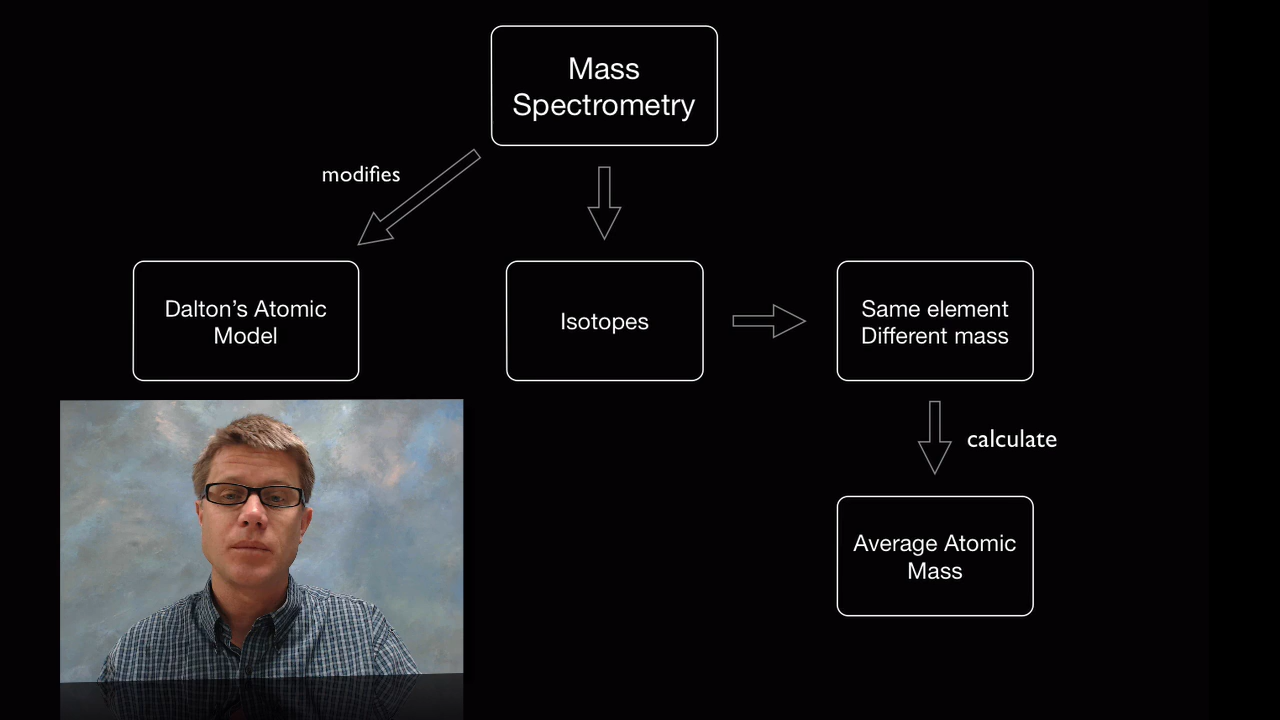 Mass
Spectrometry
modifies
Dalton’s Atomic
Model
Isotopes
Same element
Different mass
calculate
Average Atomic
Mass